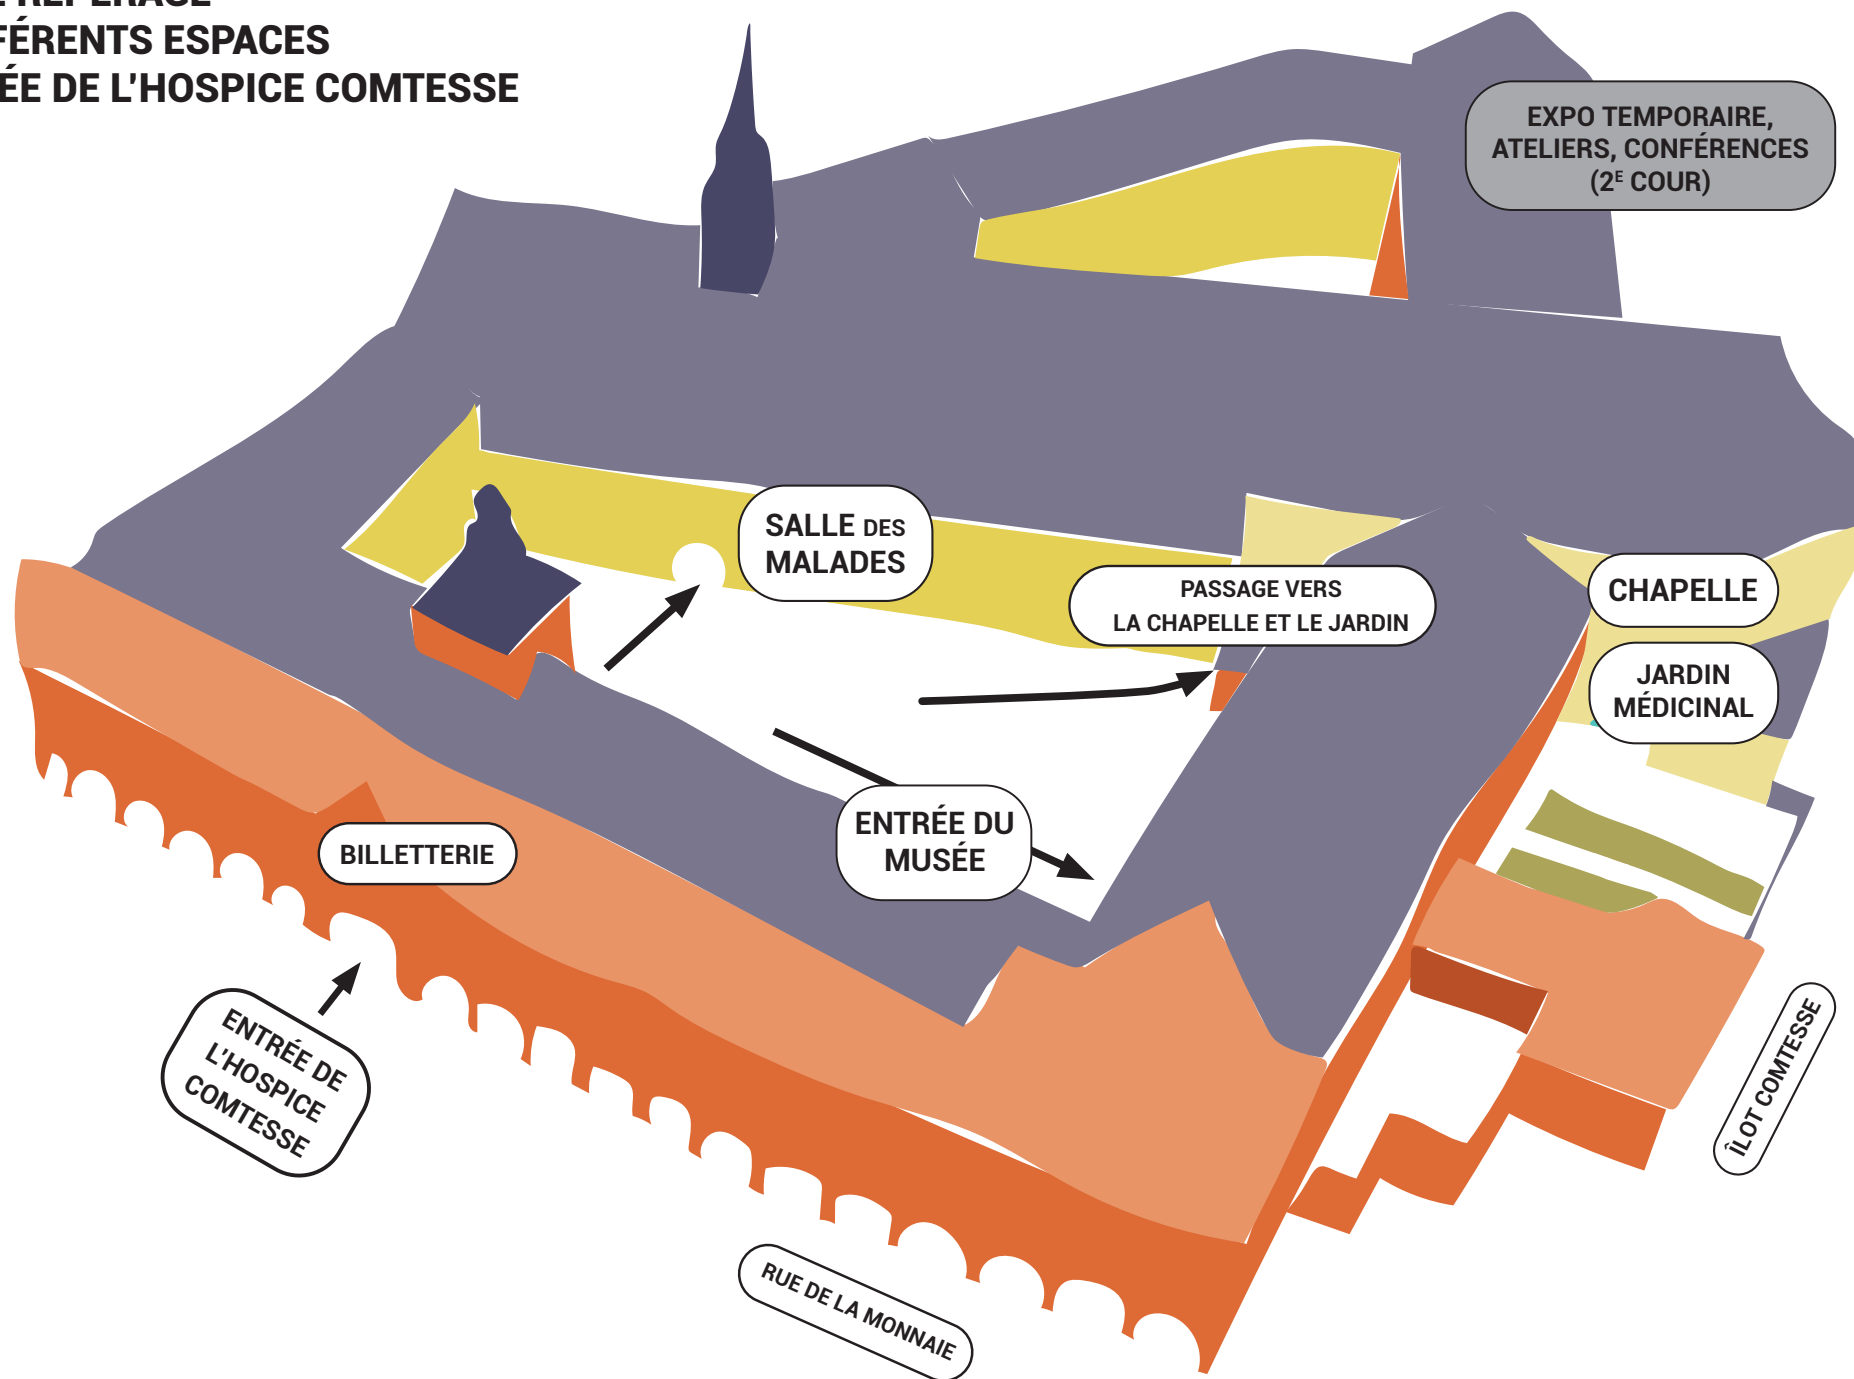 REPÉRAGE
FÉRENTS ESPACES
ÉE DE L'HOSPICE COMTESSE
EXPO TEMPORAIRE,
ATELIERS, CONFÉRENCES
(2E COUR)
SALLE DES
MALADES
PASSAGE VERS
LA CHAPELLE ET LE JARDIN
CHAPELLE
JARDIN
MÉDICINAL
ENTRÉE DU
MUSÉE
BILLETTERIE
ENTRÉE DE
L'HOSPICE
COMTESSE
ÎLOT COMTESSE
RUE DE LA MONNAIE